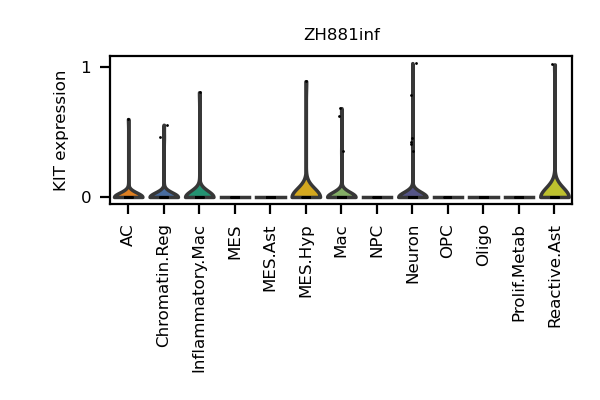 ZH881inf
KIT expression
1
0
AC
Chromatin.Reg
Inflammatory.Mac
MES
MES.Ast
MES.Hyp
Mac
NPC
Neuron
OPC
Oligo
Prolif.Metab
Reactive.Ast